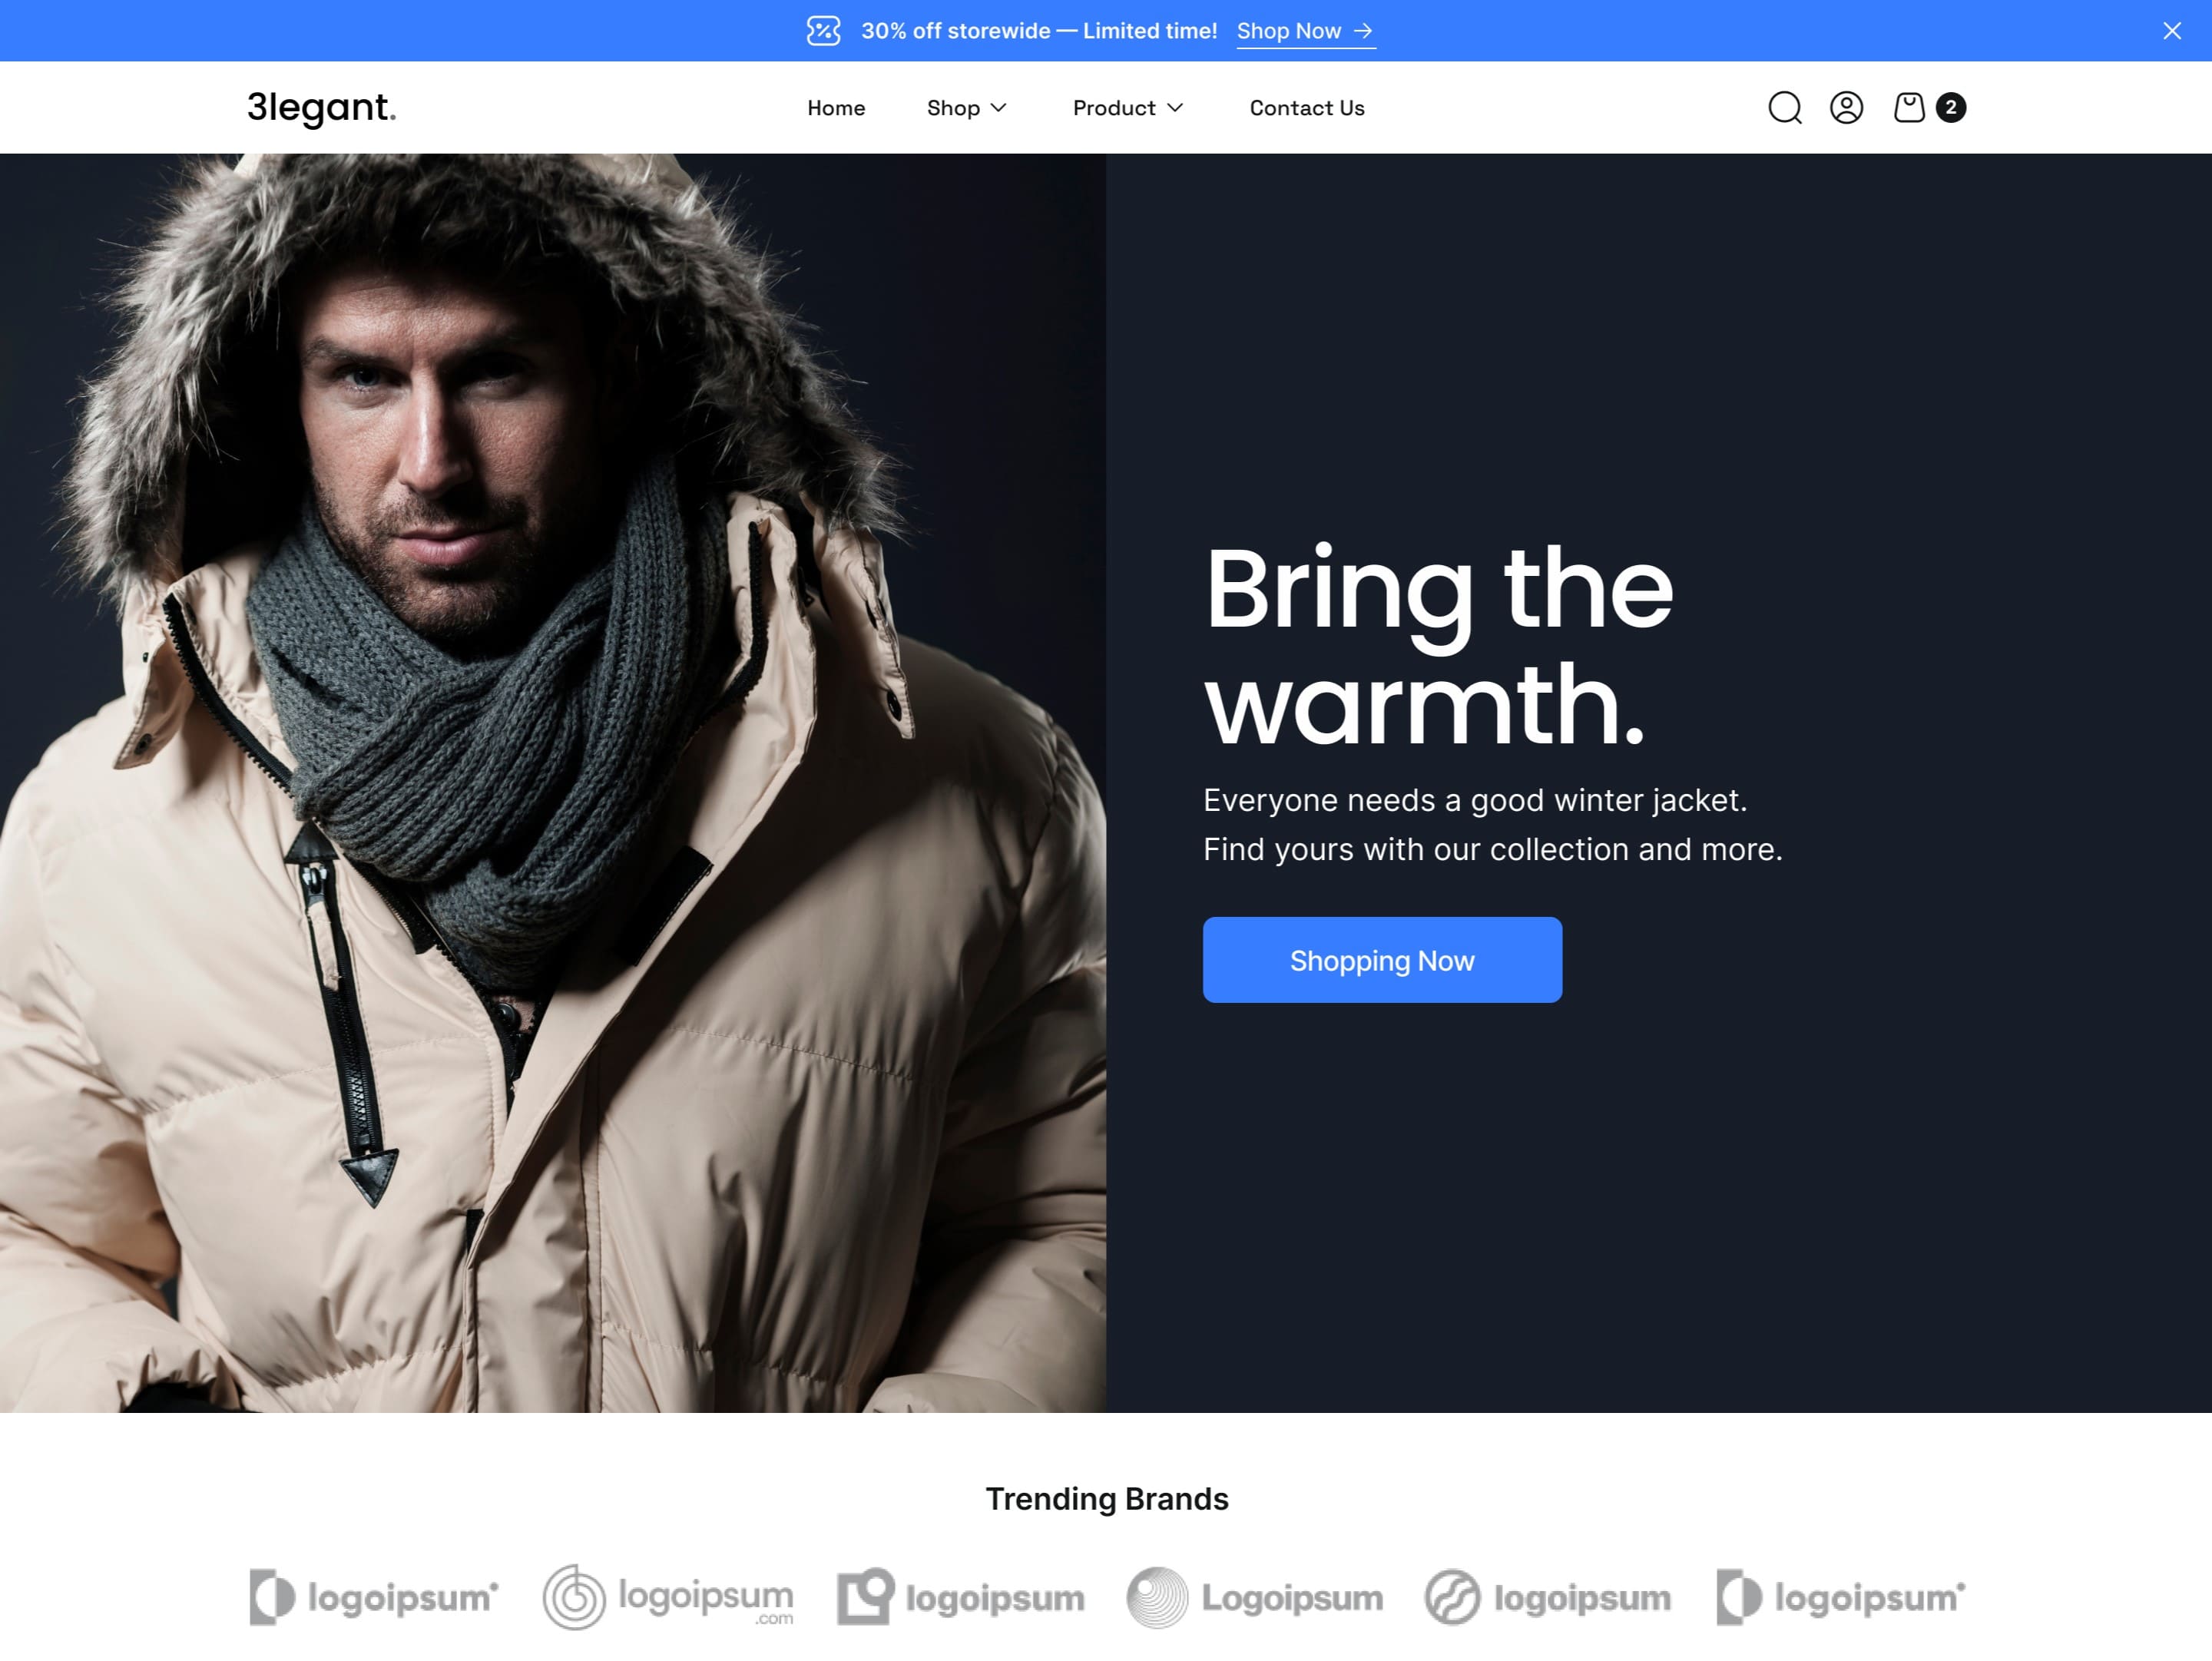 30% off storewide — Limited time! Shop Now
3legant.
Home Shop Product Contact Us
2
Bring the
warmth.
Everyone needs a good winter jacket.
Find yours with our collection and more.
Shopping Now
Trending Brands
logoipsum logoipsum.com logoipsum Logoipsum logoipsum logoipsum